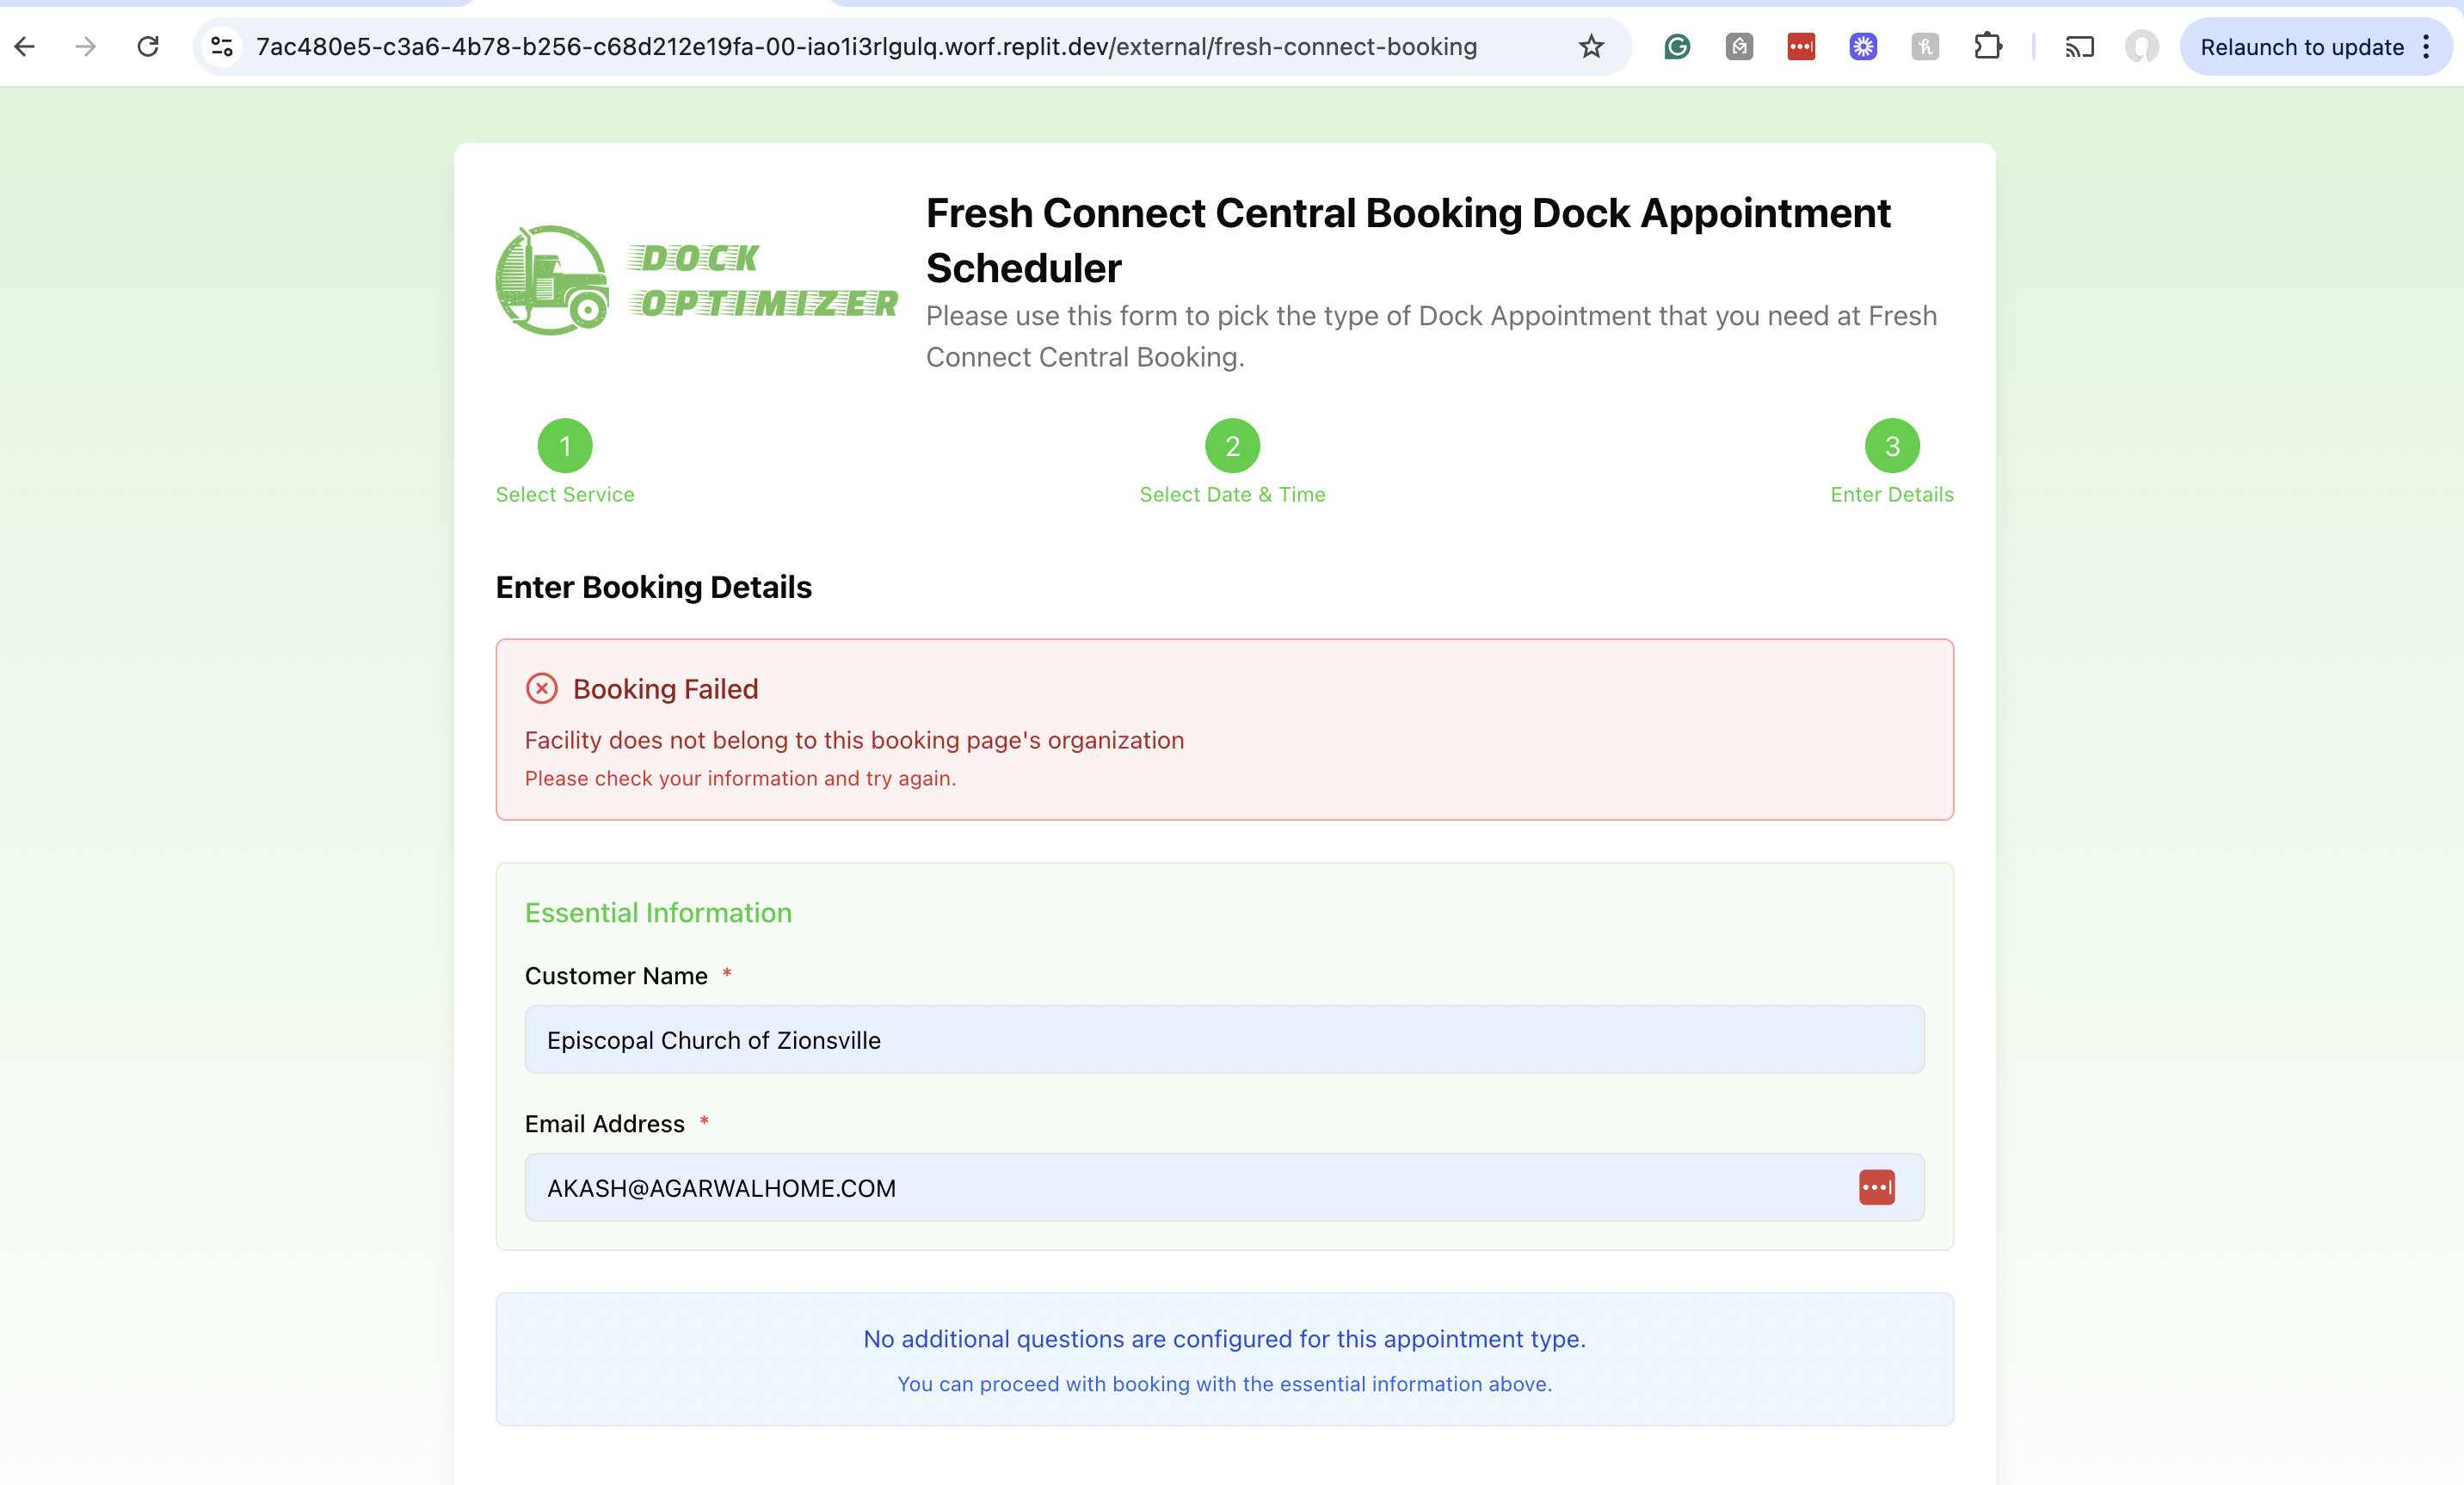 7ac480e5-c3a6-4b78-b256-c68d212e19fa-00-iao1i3rlgulq.worf.replit.dev/external/fresh-connect-booking
Relaunch to update
DOCK
OPTIMIZER
Fresh Connect Central Booking Dock Appointment
Scheduler
Please use this form to pick the type of Dock Appointment that you need at Fresh
Connect Central Booking.
1
2
3
Select Service
Select Date & Time
Enter Details
Enter Booking Details
Booking Failed
Facility does not belong to this booking page's organization
Please check your information and try again.
Essential Information
Customer Name *
Episcopal Church of Zionsville
Email Address *
AKASH@AGARWALHOME.COM
No additional questions are configured for this appointment type.
You can proceed with booking with the essential information above.